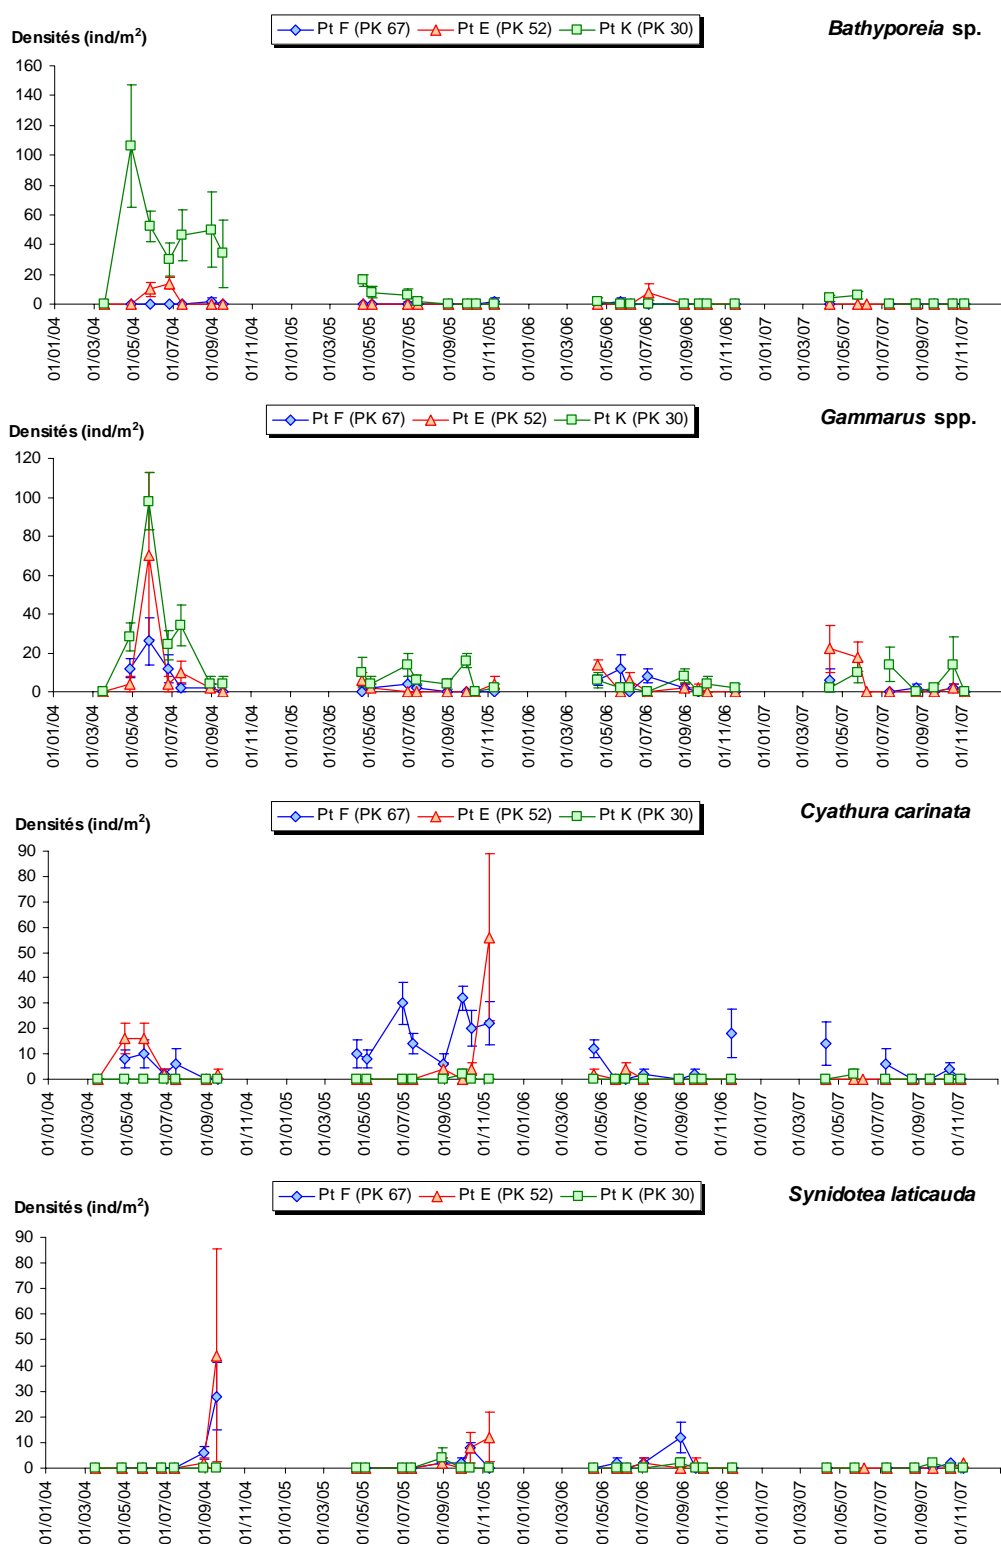 Pt F (PK 67) Pt E (PK 52) Pt K (PK 30)
Bathyporeia sp.
Densités (ind/m²)
160
140
120
100
80
60
40
20
0
01/01/04 01/03/04 01/05/04 01/07/04 01/09/04 01/11/04 01/01/05 01/03/05 01/05/05 01/07/05 01/09/05 01/11/05 01/01/06 01/03/06 01/05/06 01/07/06 01/09/06 01/11/06 01/01/07 01/03/07 01/05/07 01/07/07 01/09/07 01/11/07
Pt F (PK 67) Pt E (PK 52) Pt K (PK 30)
Gammarus spp.
Densités (ind/m²)
120
100
80
60
40
20
0
01/01/04 01/03/04 01/05/04 01/07/04 01/09/04 01/11/04 01/01/05 01/03/05 01/05/05 01/07/05 01/09/05 01/11/05 01/01/06 01/03/06 01/05/06 01/07/06 01/09/06 01/11/06 01/01/07 01/03/07 01/05/07 01/07/07 01/09/07 01/11/07
Pt F (PK 67) Pt E (PK 52) Pt K (PK 30)
Cyathura carinata
Densités (ind/m²)
90
80
70
60
50
40
30
20
10
0
01/01/04 01/03/04 01/05/04 01/07/04 01/09/04 01/11/04 01/01/05 01/03/05 01/05/05 01/07/05 01/09/05 01/11/05 01/01/06 01/03/06 01/05/06 01/07/06 01/09/06 01/11/06 01/01/07 01/03/07 01/05/07 01/07/07 01/09/07 01/11/07
Pt F (PK 67) Pt E (PK 52) Pt K (PK 30)
Synidotea laticauda
Densités (ind/m²)
90
80
70
60
50
40
30
20
10
0
01/01/04 01/03/04 01/05/04 01/07/04 01/09/04 01/11/04 01/01/05 01/03/05 01/05/05 01/07/05 01/09/05 01/11/05 01/01/06 01/03/06 01/05/06 01/07/06 01/09/06 01/11/06 01/01/07 01/03/07 01/05/07 01/07/07 01/09/07 01/11/07